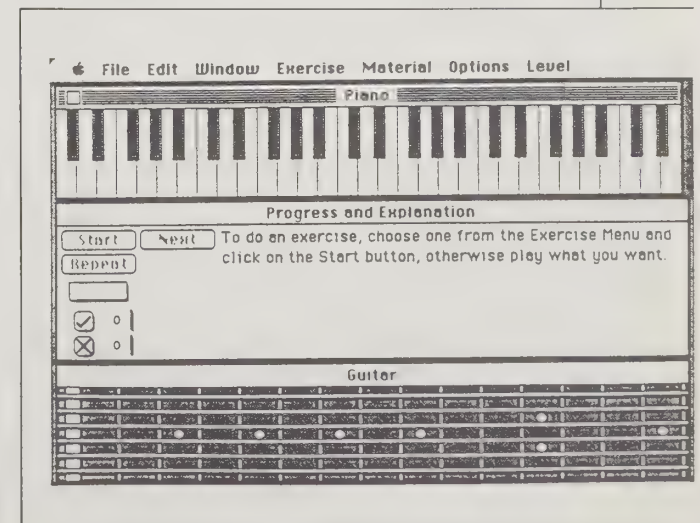 File Edit Window Exercise Material Options Level
Piano
Progress and Explanation
Start Next To do an exercise, choose one from the Exercise Menu and
Repeat click on the Start button, otherwise play what you want.
0
0
Guitar